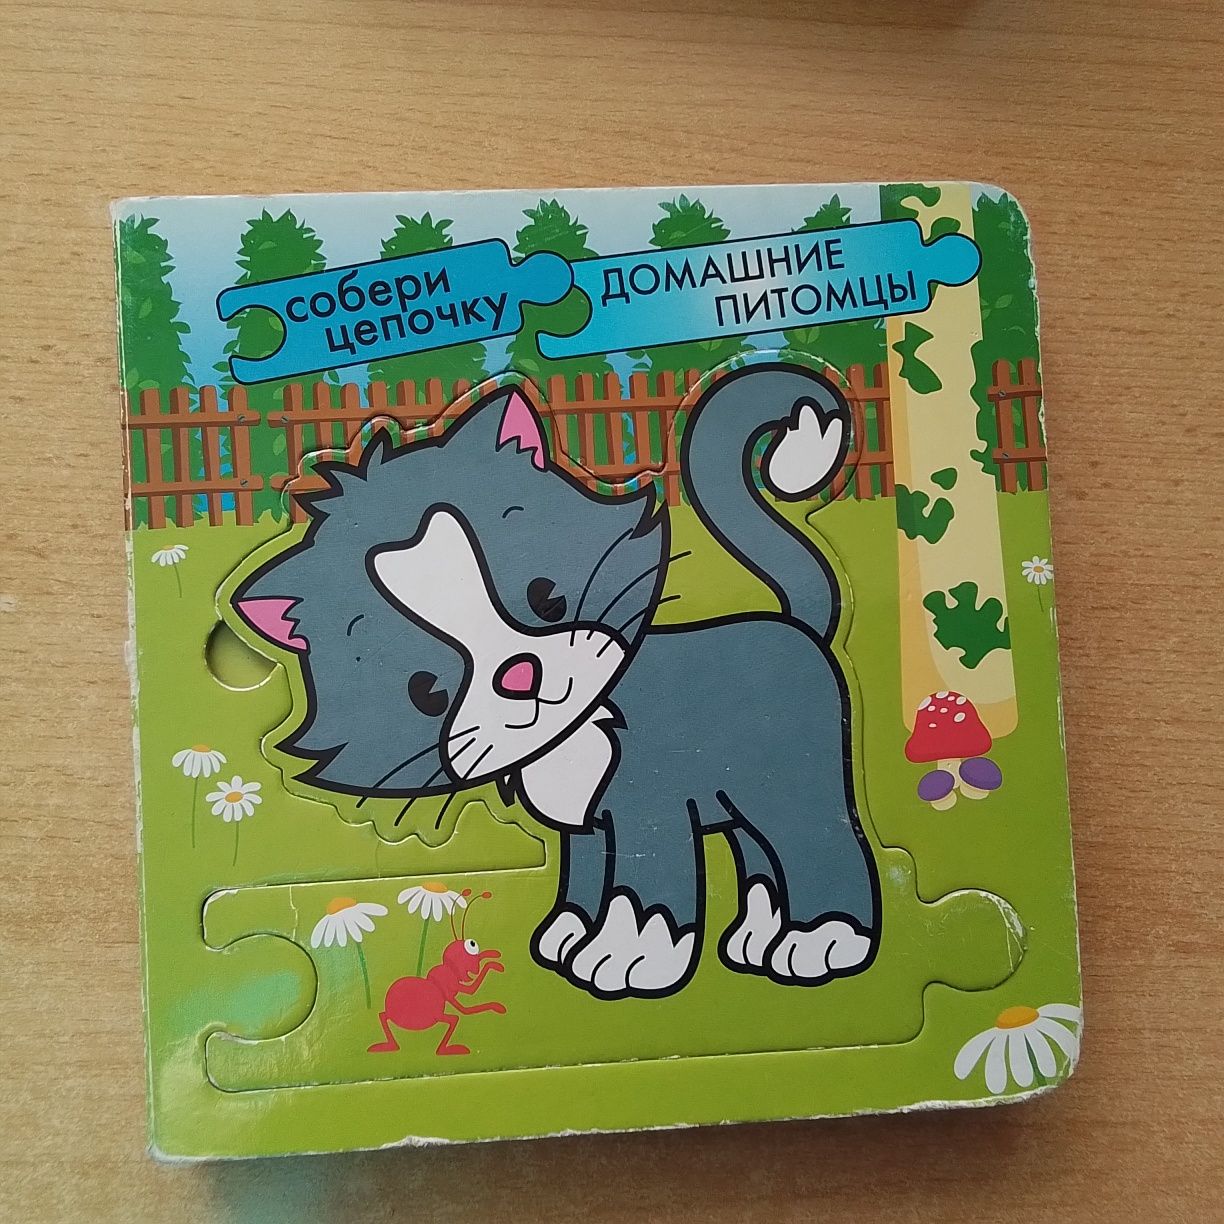 собери
цепочку
ДОМАШНИЕ
ПИТОМЦЫ